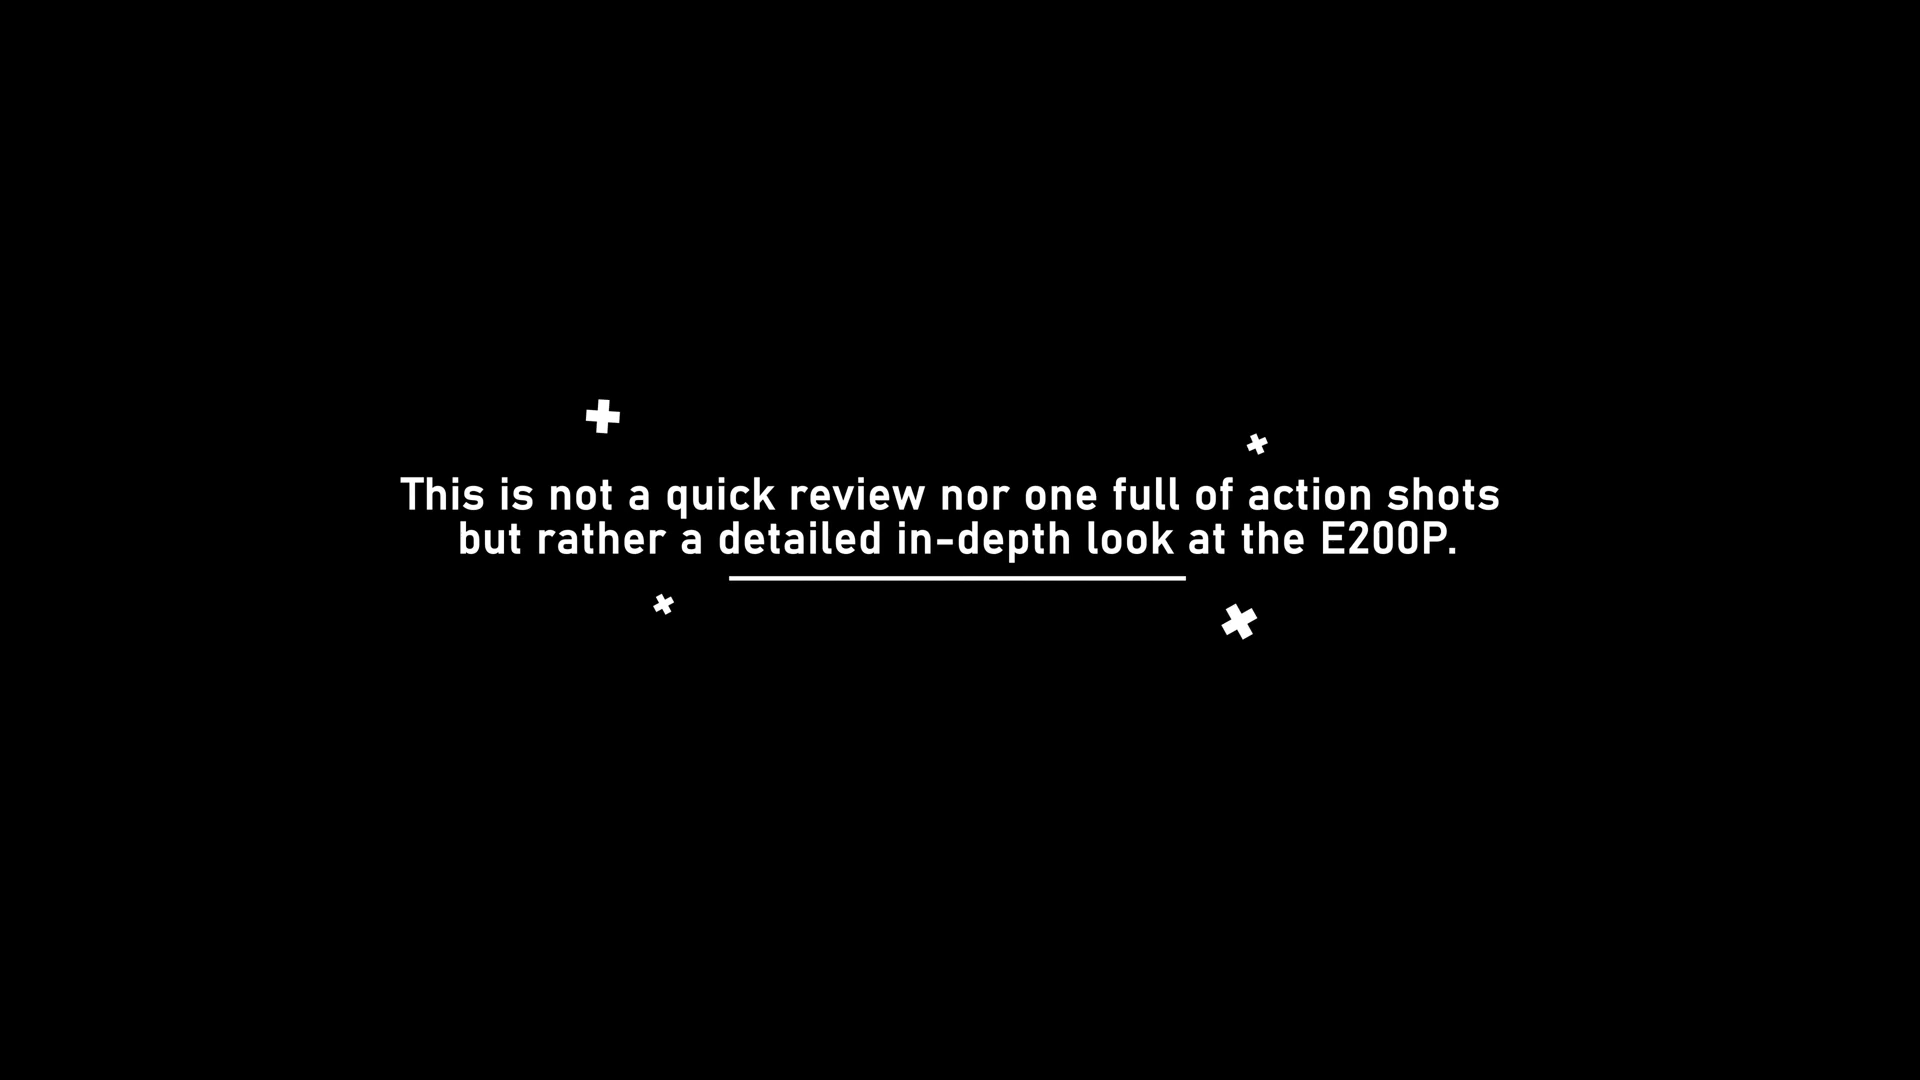 This is not a quick review nor one full of action shots
but rather a detailed in-depth look at the E200P.